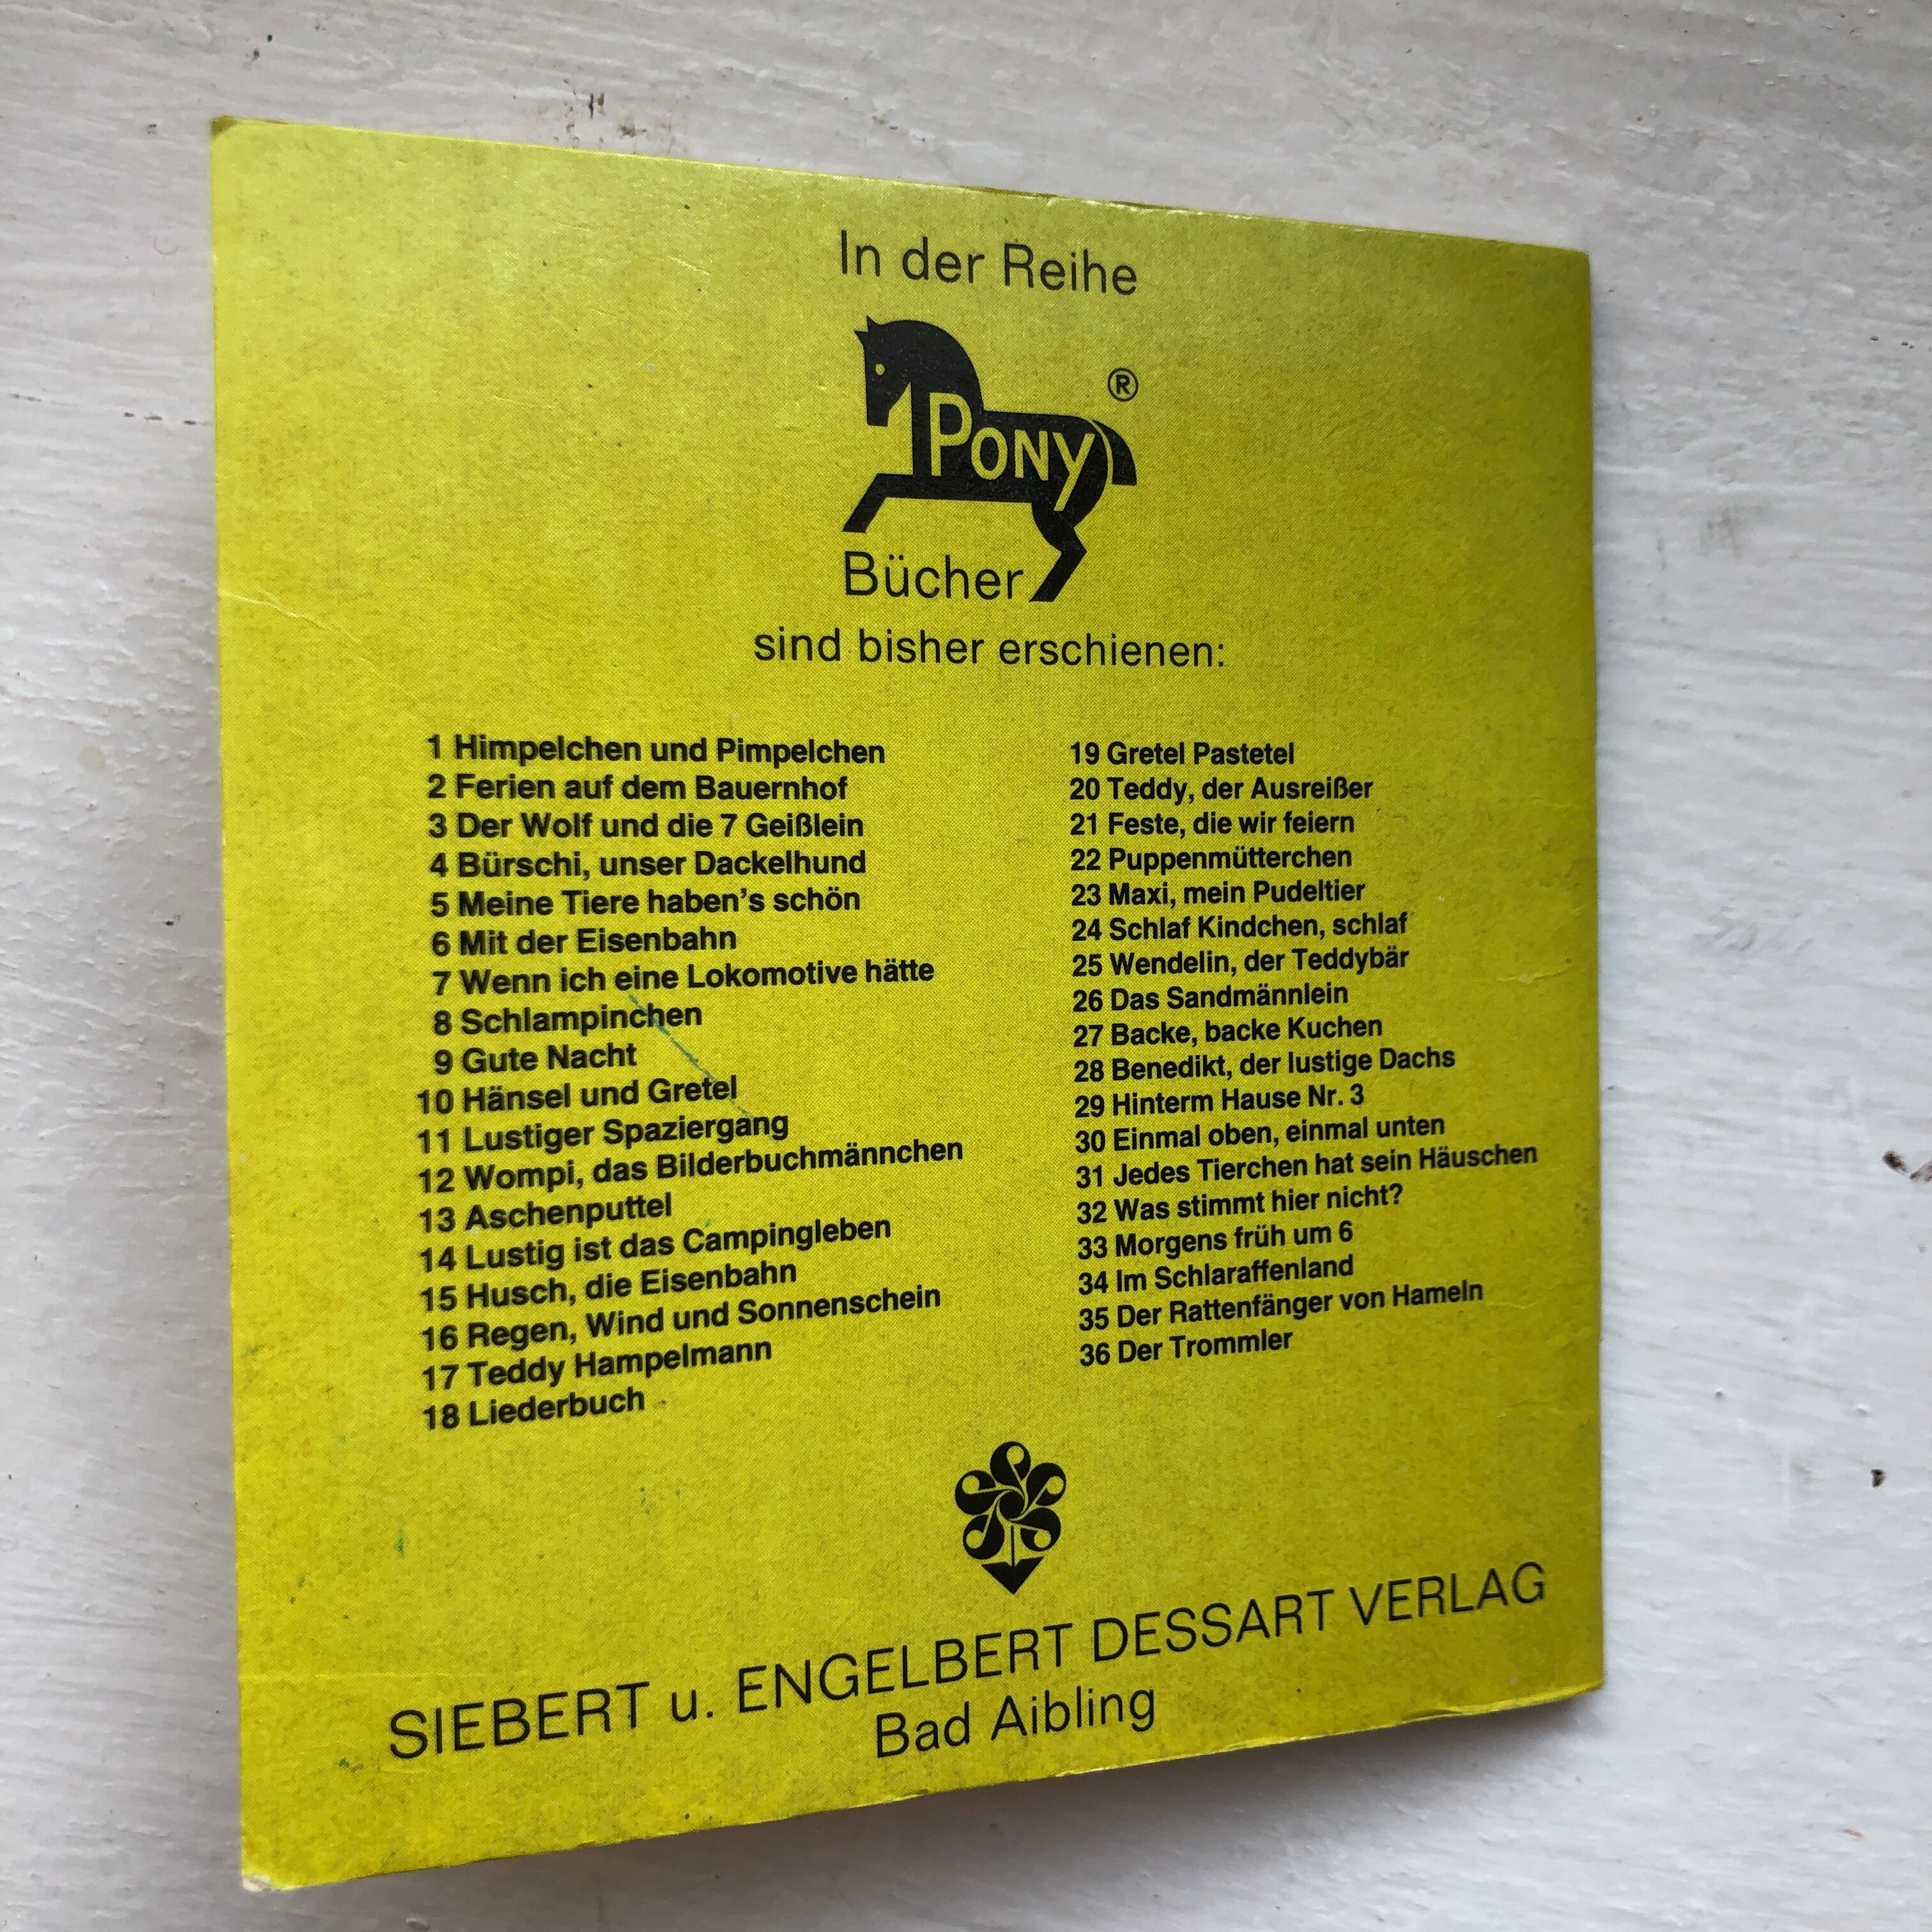 In der Reihe
PONY ®
Bücher
sind bisher erschienen:
1 Himpelchen und Pimpelchen
2 Ferien auf dem Bauernhof
3 Der Wolf und die 7 Geißlein
4 Bürschi, unser Dackelhund
5 Meine Tiere haben's schön
6 Mit der Eisenbahn
7 Wenn ich eine Lokomotive hätte
8 Schlampinchen
9 Gute Nacht
10 Hänsel und Gretel
11 Lustiger Spaziergang
12 Wompi, das Bilderbuchmännchen
13 Aschenputtel
14 Lustig ist das Campingleben
15 Husch, die Eisenbahn
16 Regen, Wind und Sonnenschein
17 Teddy Hampelmann
18 Liederbuch
19 Gretel Pastetel
20 Teddy, der Ausreißer
21 Feste, die wir feiern
22 Puppenmütterchen
23 Maxi, mein Pudeltier
24 Schlaf Kindchen, schlaf
25 Wendelin, der Teddybär
26 Das Sandmännlein
27 Backe, backe Kuchen
28 Benedikt, der lustige Dachs
29 Hinterm Hause Nr. 3
30 Einmal oben, einmal unten
31 Jedes Tierchen hat sein Häuschen
32 Was stimmt hier nicht?
33 Morgens früh um 6
34 Im Schlaraffenland
35 Der Rattenfänger von Hameln
36 Der Trommler
SIEBERT u. ENGELBERT DESSART VERLAG
Bad Aibling